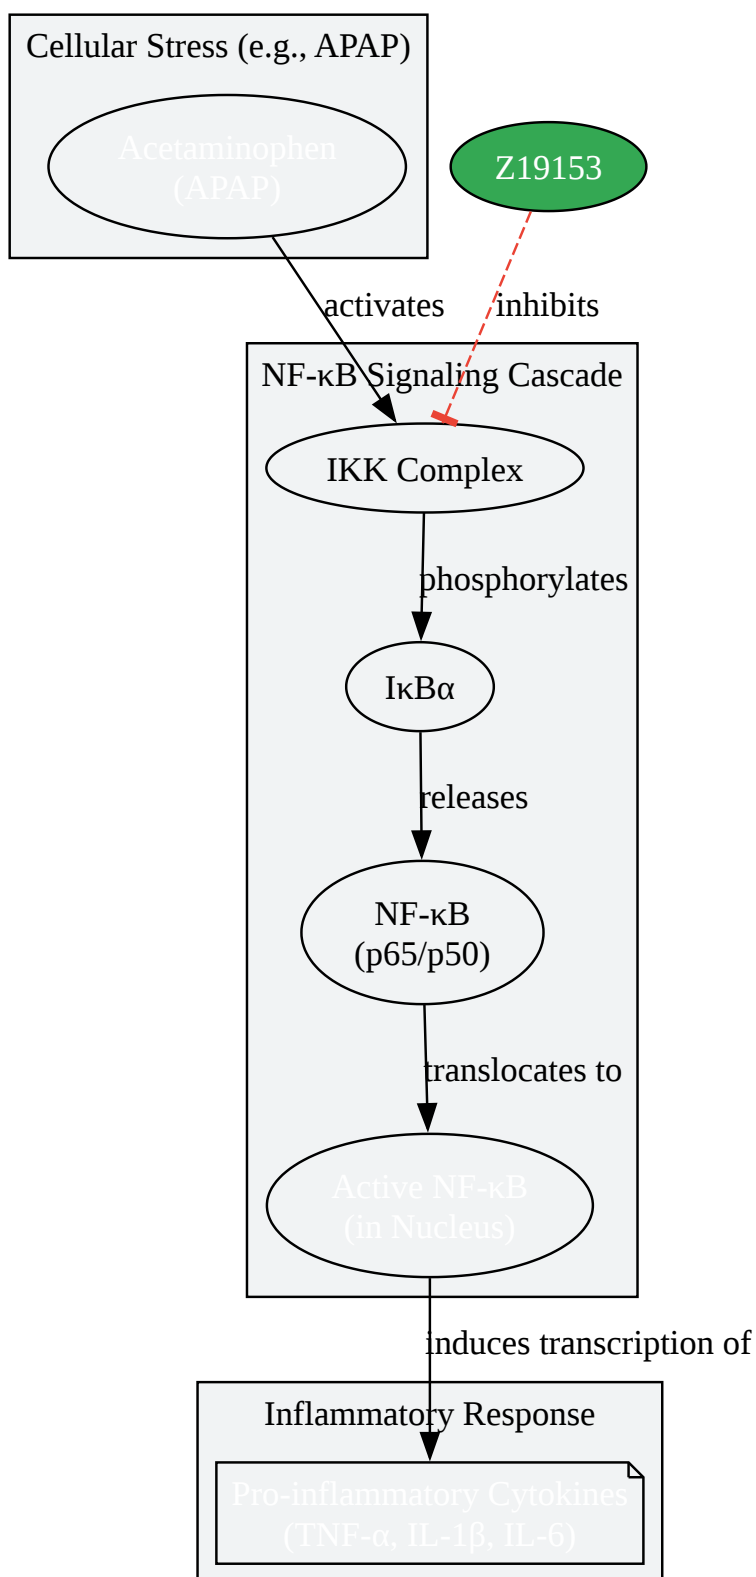 Cellular Stress (e.g., APAP)
Acetaminophen
(APAP)
Z19153
activates
inhibits
NF-κB Signaling Cascade
IKK Complex
phosphorylates
IκBα
releases
NF-κB
(p65/p50)
translocates to
Active NF-κB
(in Nucleus)
induces transcription of
Inflammatory Response
Pro-inflammatory Cytokines
(TNF-α, IL-1β, IL-6)